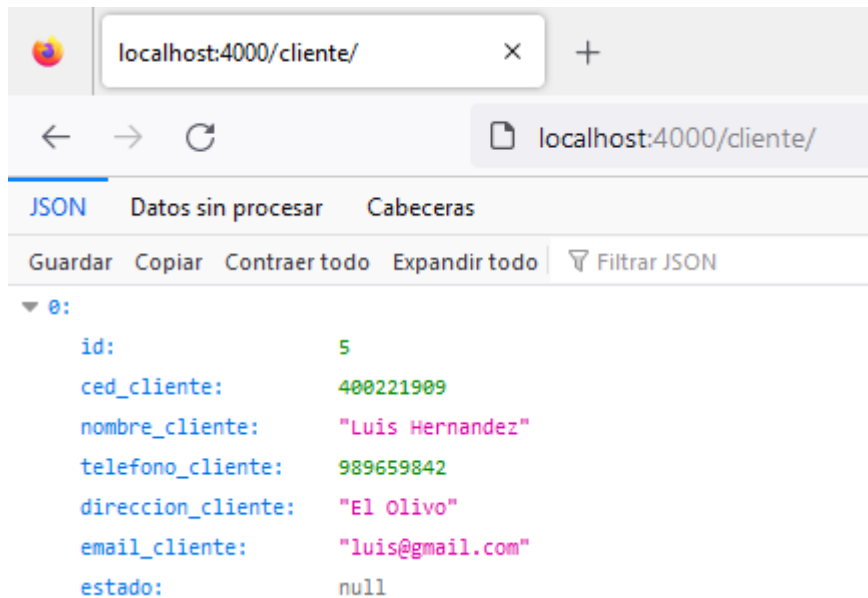 localhost:4000/cliente/
localhost:4000/cliente/
JSON Datos sin procesar Cabeceras
Guardar Copiar Contraer todo Expandir todo Filtrar JSON
0:
id: 5
ced_cliente: 400221909
nombre_cliente: "Luis Hernandez"
telefono_cliente: 989659842
direccion_cliente: "El Olivo"
email_cliente: "luis@gmail.com"
estado: null